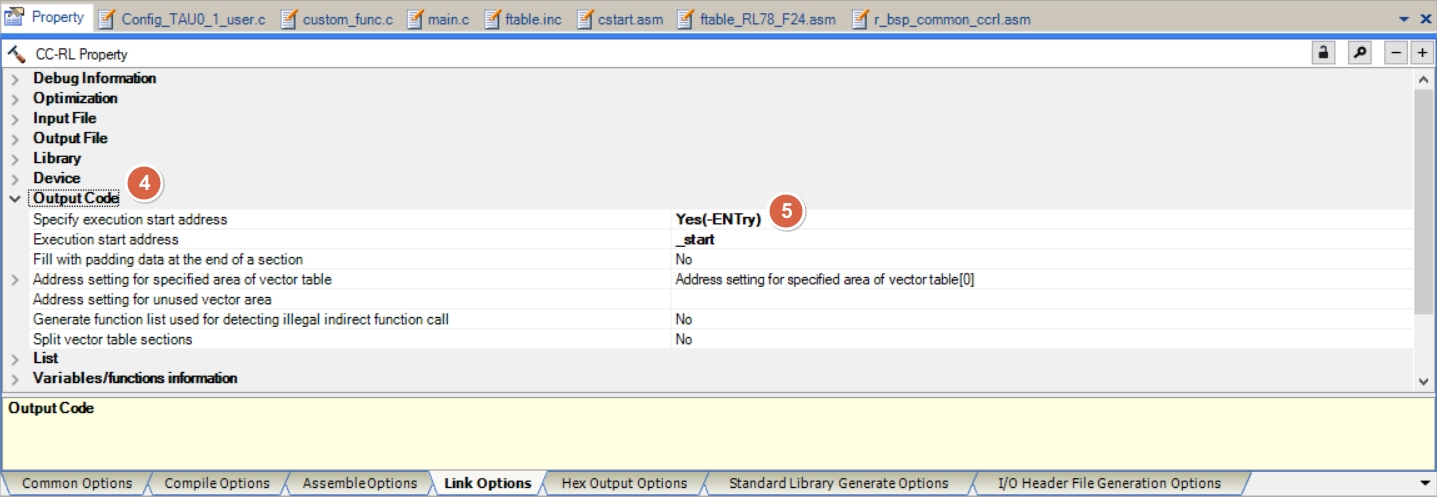 Property Config_TAU0_1_user.c custom_func.c main.c ftable.inc cstart.asm ftable_RL78_F24.asm r_bsp_common_ccrl.asm
CC-RL Property
Debug Information
Optimization
Input File
Output File
Library
Device
4
Output Code
Specify execution start address Yes(-ENTry) 5
Execution start address _start
Fill with padding data at the end of a section No
Address setting for specified area of vector table Address setting for specified area of vector table[0]
Address setting for unused vector area
Generate function list used for detecting illegal indirect function call No
Split vector table sections No
List
Variables/functions information
Output Code
Common Options Compile Options Assemble Options Link Options Hex Output Options Standard Library Generate Options I/O Header File Generation Options